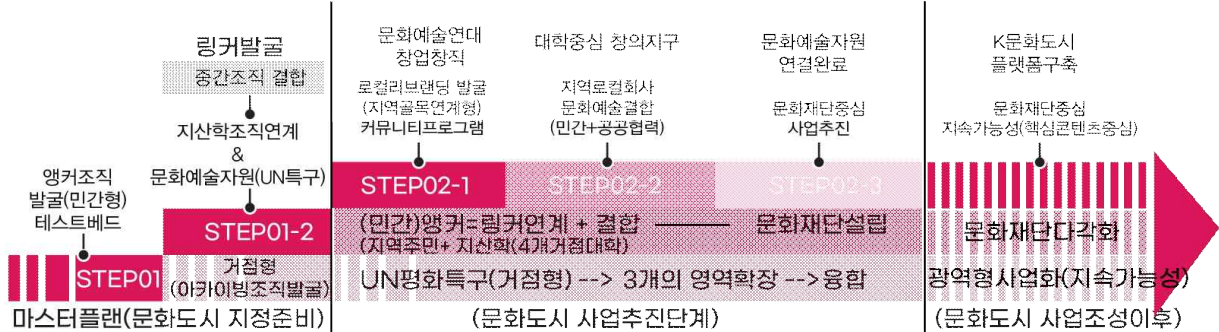 링커발굴
중간조직 결합
지산학조직연계
&
문화예술자원(UN특구)
앵커조직
발굴(민간형)
테스트베드
STEP01
STEP01-2
거점형
(아카이빙조직발굴)
마스터플랜(문화도시 지정준비)
문화예술연대
창업창직
로컬리브랜딩 발굴
(지역골목연계형)
커뮤니티프로그램
STEP02-1
대학중심 창의지구
지역로컬회사
문화예술결합
(민간+공공협력)
STEP02-2
문화예술자원
연결완료
문화재단중심
사업추진
STEP02-3
(민간)앵커=링커연계 + 결합
문화재단설립
(지역주민+ 지산학(4개거점대학)
UN평화특구(거점형) --> 3개의 영역확장 -->융합
(문화도시 사업추진단계)
K문화도시
플랫폼구축
문화재단중심
지속가능성(핵심콘텐츠중심)
문화재단다각화
광역형사업화(지속가능성)
(문화도시 사업조성이후)